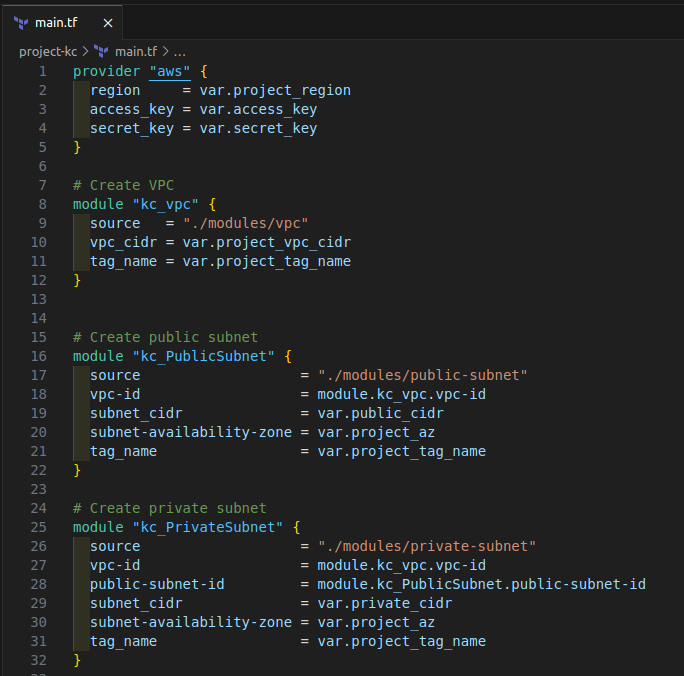 main.tf
project-kc > main.tf > ...
1 provider "aws" {
2   region     = var.project_region
3   access_key = var.access_key
4   secret_key = var.secret_key
5 }
6
7 # Create VPC
8 module "kc_vpc" {
9   source   = "./modules/vpc"
10   vpc_cidr = var.project_vpc_cidr
11   tag_name = var.project_tag_name
12 }
13
14
15 # Create public subnet
16 module "kc_PublicSubnet" {
17   source                   = "./modules/public-subnet"
18   vpc-id                   = module.kc_vpc.vpc-id
19   subnet_cidr              = var.public_cidr
20   subnet-availability-zone = var.project_az
21   tag_name                 = var.project_tag_name
22 }
23
24 # Create private subnet
25 module "kc_PrivateSubnet" {
26   source                   = "./modules/private-subnet"
27   vpc-id                   = module.kc_vpc.vpc-id
28   public-subnet-id         = module.kc_PublicSubnet.public-subnet-id
29   subnet_cidr              = var.private_cidr
30   subnet-availability-zone = var.project_az
31   tag_name                 = var.project_tag_name
32 }